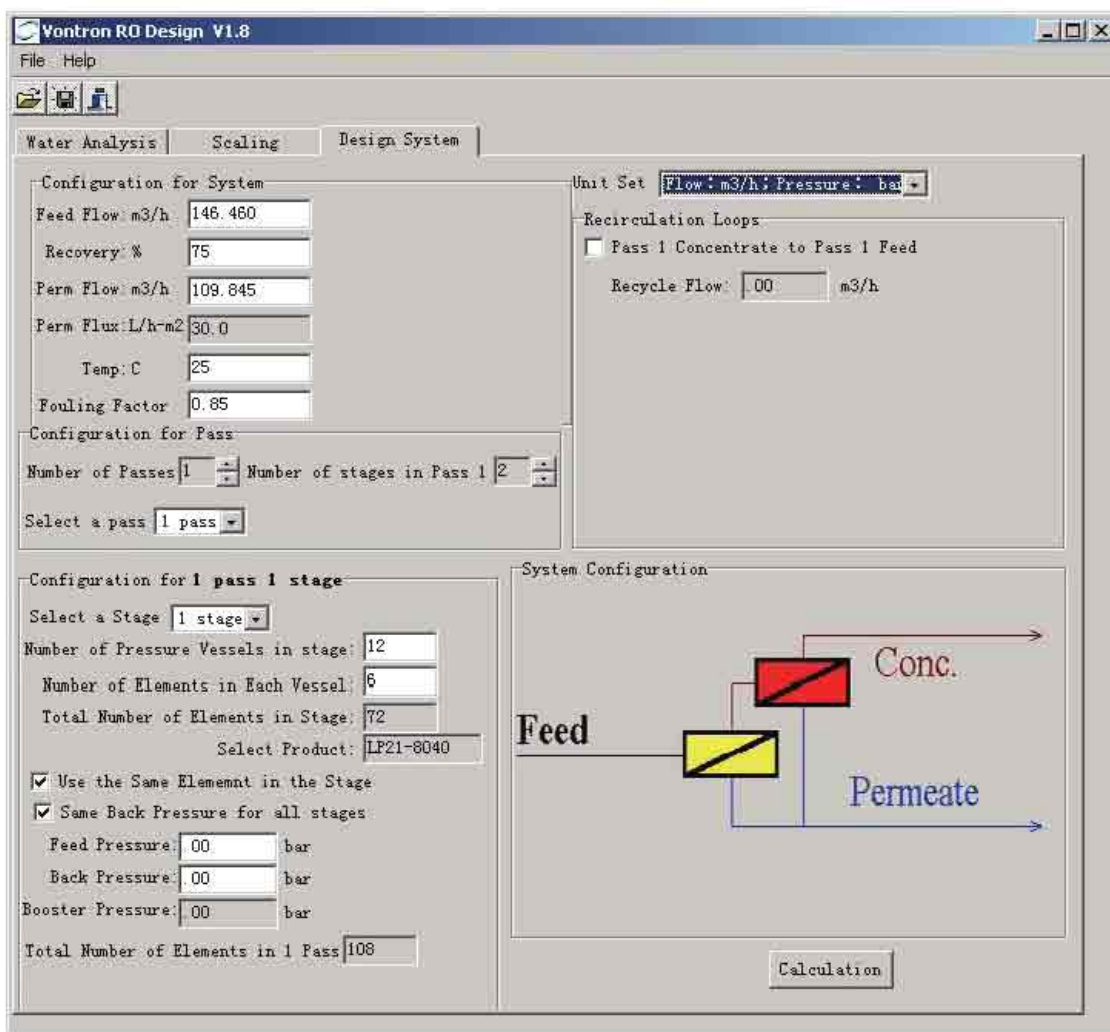 Vontron RO Design V1.8
File Help
Water Analysis Scaling Design System
Configuration for System
Feed Flow: m3/h 146.460
Recovery: % 75
Perm Flow: m3/h 109.845
Perm Flux:L/h-m2 30.0
Temp: C 25
Fouling Factor 0.85
Unit Set Flow：m3/h；Pressure： bar
Recirculation Loops
Pass 1 Concentrate to Pass 1 Feed
Recycle Flow: .00 m3/h
Configuration for Pass
Number of Passes 1 Number of stages in Pass 1 2
Select a pass 1 pass
Configuration for 1 pass 1 stage
Select a Stage 1 stage
Number of Pressure Vessels in stage: 12
Number of Elements in Each Vessel: 6
Total Number of Elements in Stage: 72
Select Product: LP21-8040
Use the Same Elememnt in the Stage
Same Back Pressure for all stages
Feed Pressure: .00 bar
Back Pressure: .00 bar
Booster Pressure: .00 bar
Total Number of Elements in 1 Pass 108
System Configuration
Conc.
Feed
Permeate
Calculation